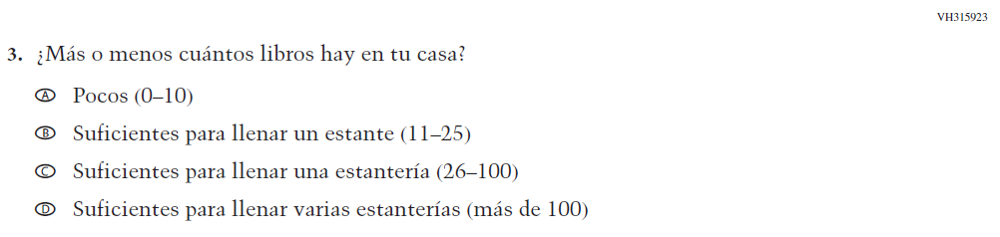 VH315923
3. ¿Más o menos cuántos libros hay en tu casa?
A Pocos (0–10)
B Suficientes para llenar un estante (11–25)
C Suficientes para llenar una estantería (26–100)
D Suficientes para llenar varias estanterías (más de 100)